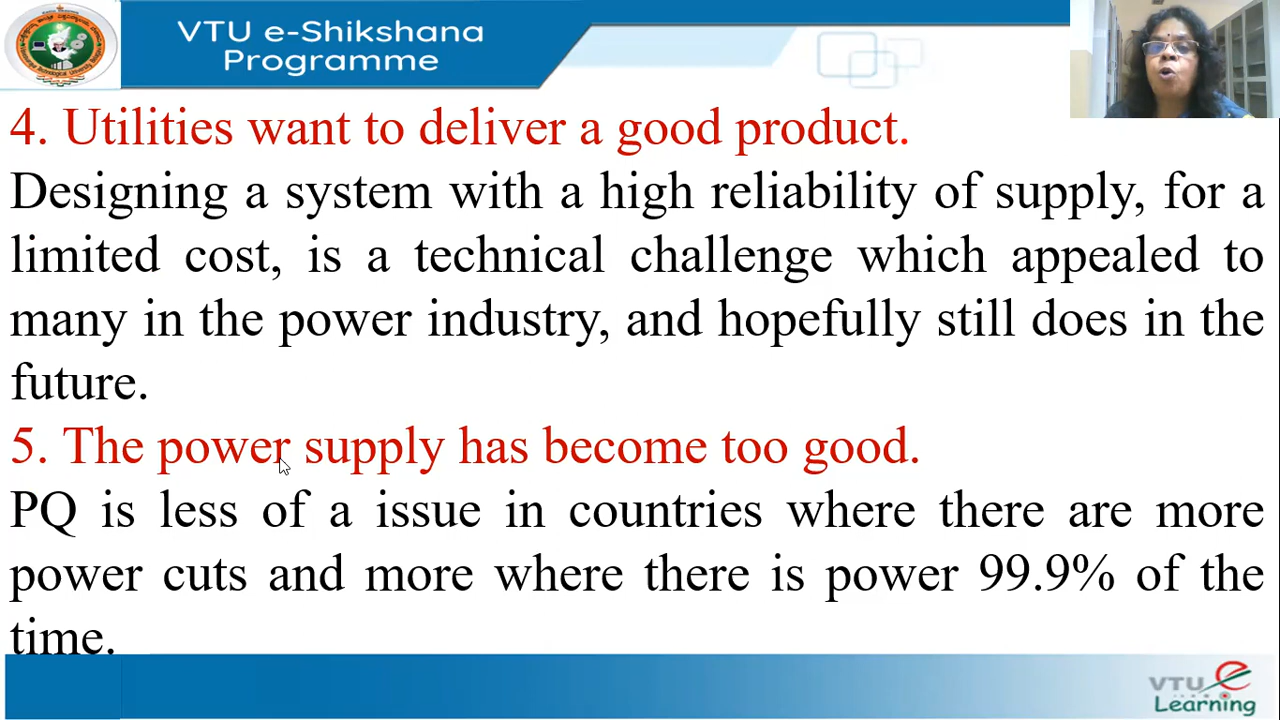 VTU e-Shikshana
Programme
4. Utilities want to deliver a good product.
Designing a system with a high reliability of supply, for a
limited cost, is a technical challenge which appealed to
many in the power industry, and hopefully still does in the
future.
5. The power supply has become too good.
PQ is less of a issue in countries where there are more
power cuts and more where there is power 99.9% of the
time.
VTU e
Learning